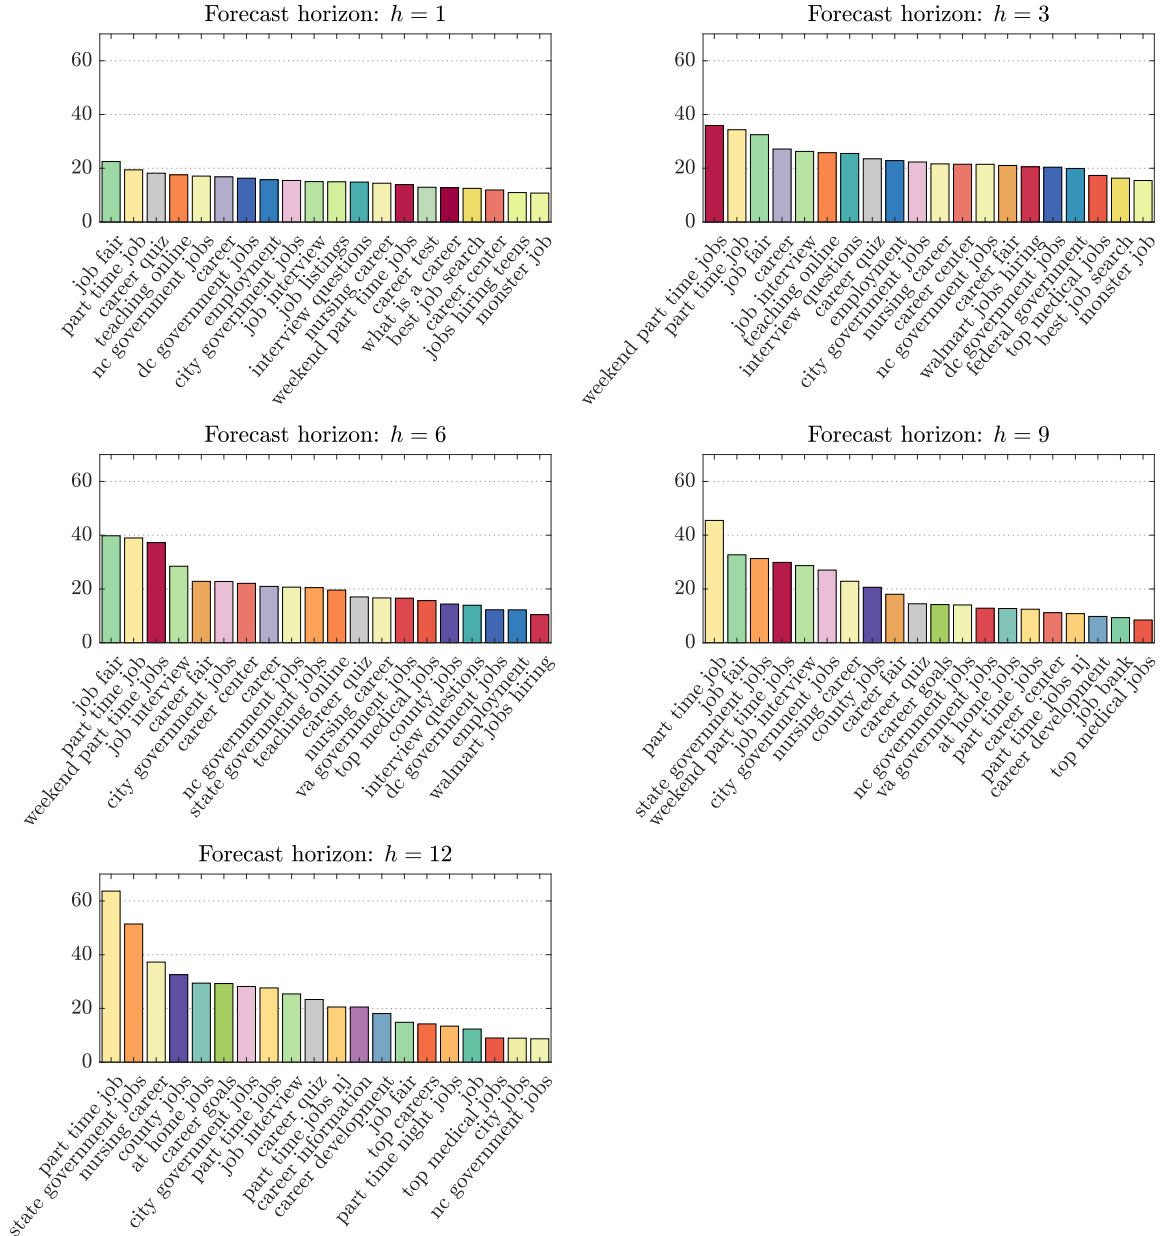 Forecast horizon: h = 1
60
40
20
0
job fair
part time job
career quiz
teaching online
nc government jobs
career
dc government jobs
employment
city government jobs
job interview
job listings
interview questions
nursing career
weekend part time jobs
career test
what is a career
best job search
career center
jobs hiring teens
monster job
Forecast horizon: h = 3
60
40
20
0
weekend part time jobs
part time job
job fair
career
job interview
teaching online
interview questions
career quiz
employment
city government jobs
nursing career
career center
nc government jobs
career fair
walmart jobs hiring
dc government jobs
federal government
top medical jobs
best job search
monster job
Forecast horizon: h = 6
60
40
20
0
job fair
part time job
weekend part time jobs
job interview
career fair
city government jobs
career center
career
nc government jobs
state government jobs
teaching online
career quiz
nursing career
va government jobs
top medical jobs
county jobs
interview questions
dc government jobs
employment
walmart jobs hiring
Forecast horizon: h = 9
60
40
20
0
part time job
job fair
state government jobs
weekend part time jobs
job interview
city government jobs
nursing career
county jobs
career fair
career quiz
career goals
nc government jobs
va government jobs
at home jobs
part time jobs
career center
part time jobs nj
career development
job bank
top medical jobs
Forecast horizon: h = 12
60
40
20
0
part time job
state government jobs
nursing career
county jobs
at home jobs
career goals
city government jobs
part time jobs
job interview
career quiz
part time jobs nj
career information
career development
job fair
top careers
part time night jobs
job
top medical jobs
city jobs
nc government jobs